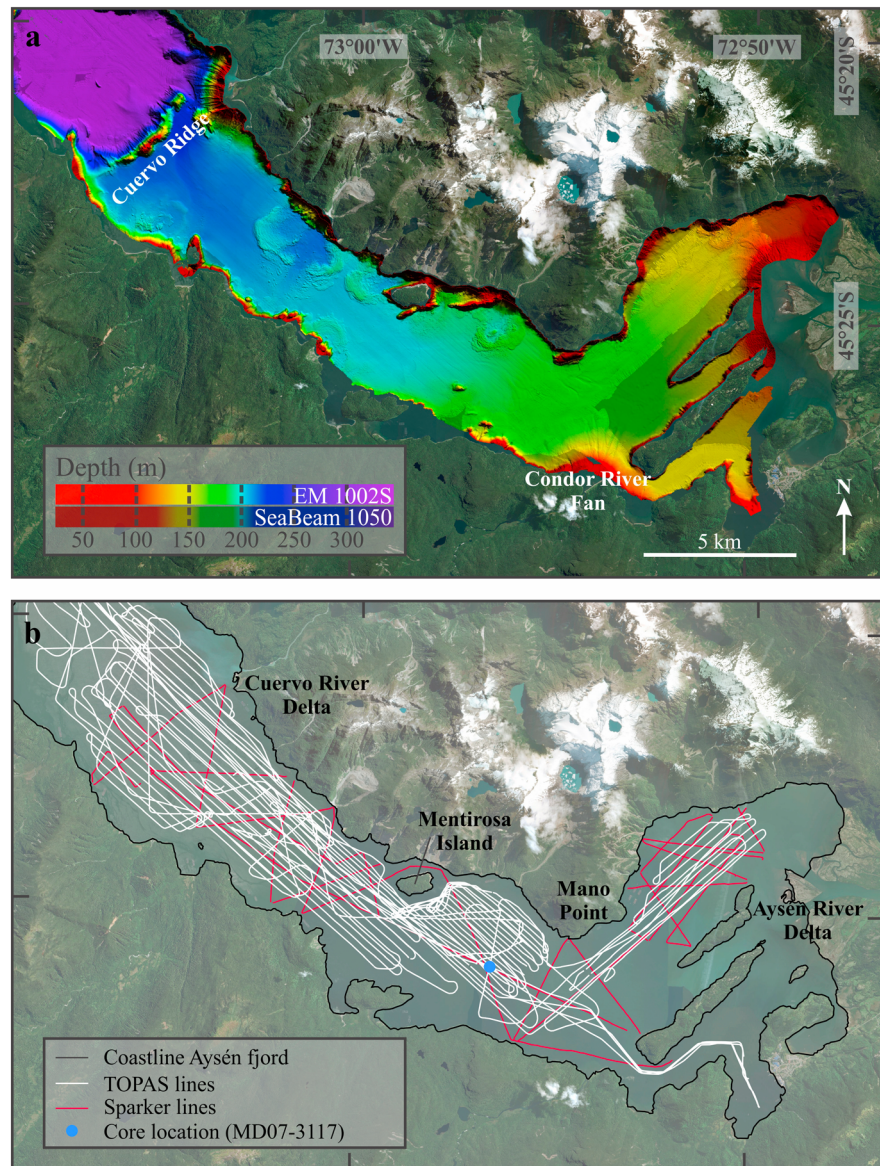 a
73°00'W
72°50'W
45°20'S
Cuervo Ridge
45°25'S
Depth (m)
EM 1002S
SeaBeam 1050
50 100 150 200 250 300
Condor River
Fan
N
5 km
b
Cuervo River
Delta
Mentirosa
Island
Mano
Point
Aysén River
Delta
Coastline Aysén fjord
TOPAS lines
Sparker lines
Core location (MD07-3117)